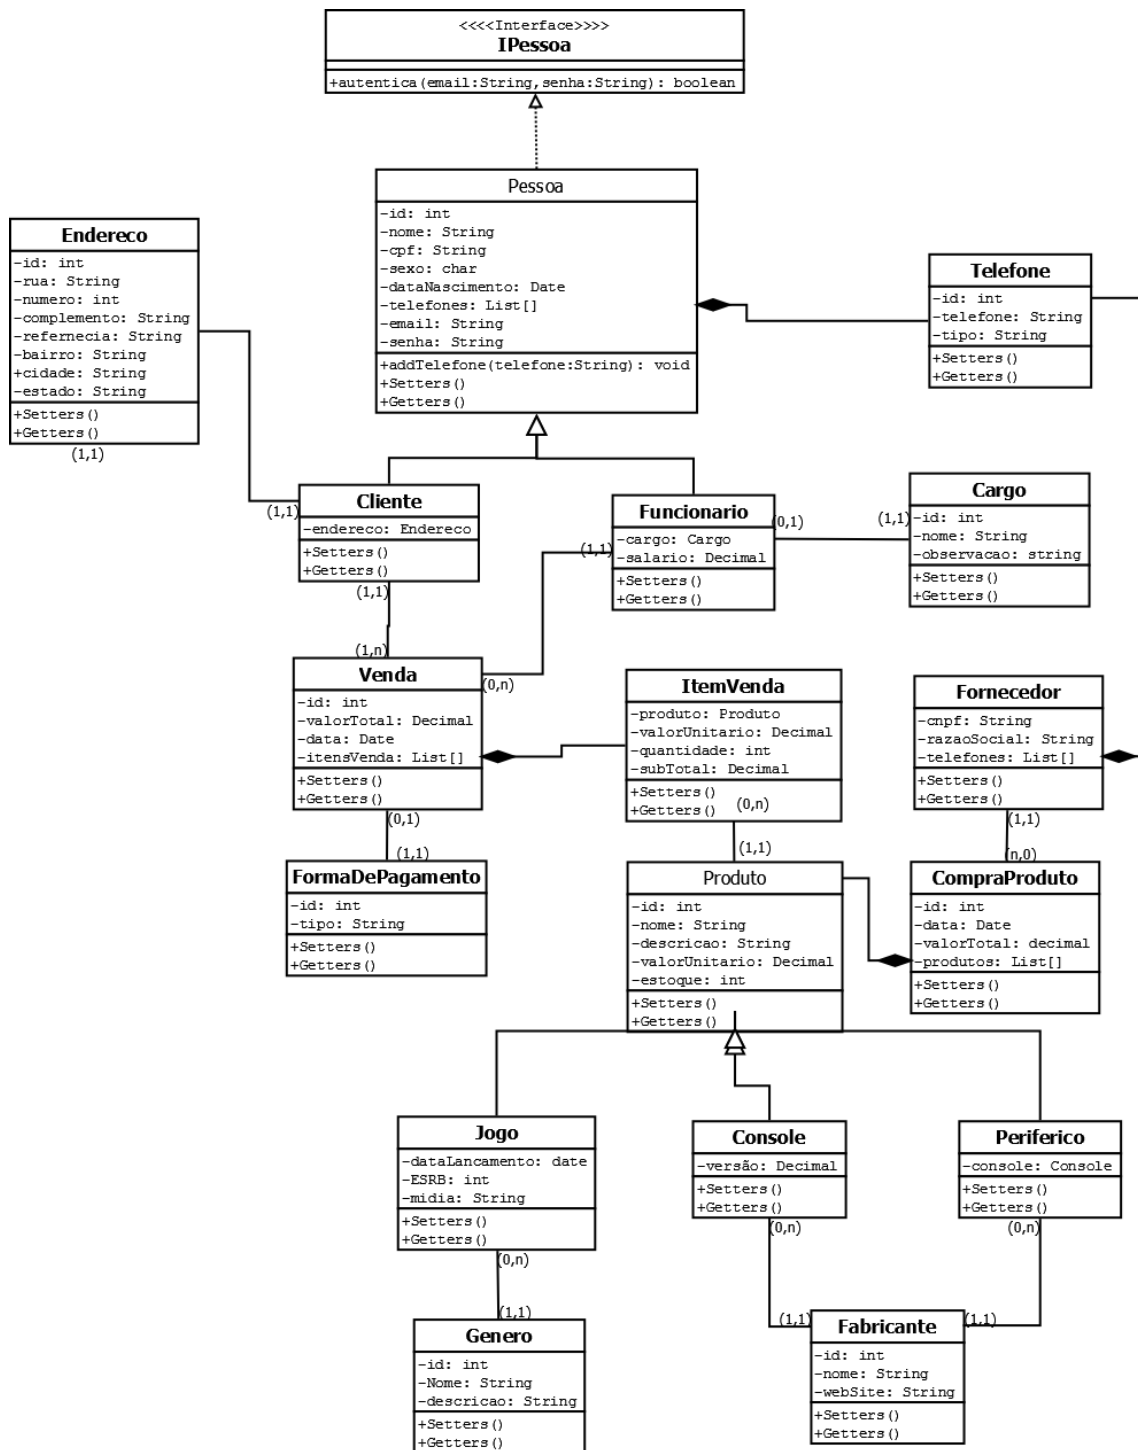 <<<<Interface>>>>
IPessoa
+autentica(email:String,senha:String): boolean
Pessoa
-id: int
-nome: String
-cpf: String
-sexo: char
-dataNascimento: Date
-telefones: List[]
-email: String
-senha: String
+addTelefone(telefone:String): void
+Setters()
+Getters()
Endereco
-id: int
-rua: String
-numero: int
-complemento: String
-refernecia: String
-bairro: String
+cidade: String
-estado: String
+Setters()
+Getters()
(1,1)
Telefone
-id: int
-telefone: String
-tipo: String
+Setters()
+Getters()
(1,1)
Cliente
-endereco: Endereco
+Setters()
+Getters()
(1,1)
(1,1)
Funcionario
-cargo: Cargo
-salario: Decimal
+Setters()
+Getters()
(0,1)
(1,1)
Cargo
-id: int
-nome: String
-observacao: string
+Setters()
+Getters()
(1,n)
Venda
-id: int
-valorTotal: Decimal
-data: Date
-itensVenda: List[]
+Setters()
+Getters()
(0,n)
(0,1)
ItemVenda
-produto: Produto
-valorUnitario: Decimal
-quantidade: int
-subTotal: Decimal
+Setters()
+Getters()
(0,n)
Fornecedor
-cnpf: String
-razaoSocial: String
-telefones: List[]
+Setters()
+Getters()
(1,1)
(1,1)
FormaDePagamento
-id: int
-tipo: String
+Setters()
+Getters()
(1,1)
Produto
-id: int
-nome: String
-descricao: String
-valorUnitario: Decimal
-estoque: int
+Setters()
+Getters()
(n,0)
CompraProduto
-id: int
-data: Date
-valorTotal: decimal
-produtos: List[]
+Setters()
+Getters()
Jogo
-dataLancamento: date
-ESRB: int
-midia: String
+Setters()
+Getters()
(0,n)
Console
-versão: Decimal
+Setters()
+Getters()
(0,n)
Periferico
-console: Console
+Setters()
+Getters()
(0,n)
(1,1)
Genero
-id: int
-Nome: String
-descricao: String
+Setters()
+Getters()
(1,1)
Fabricante
-id: int
-nome: String
-webSite: String
+Setters()
+Getters()
(1,1)